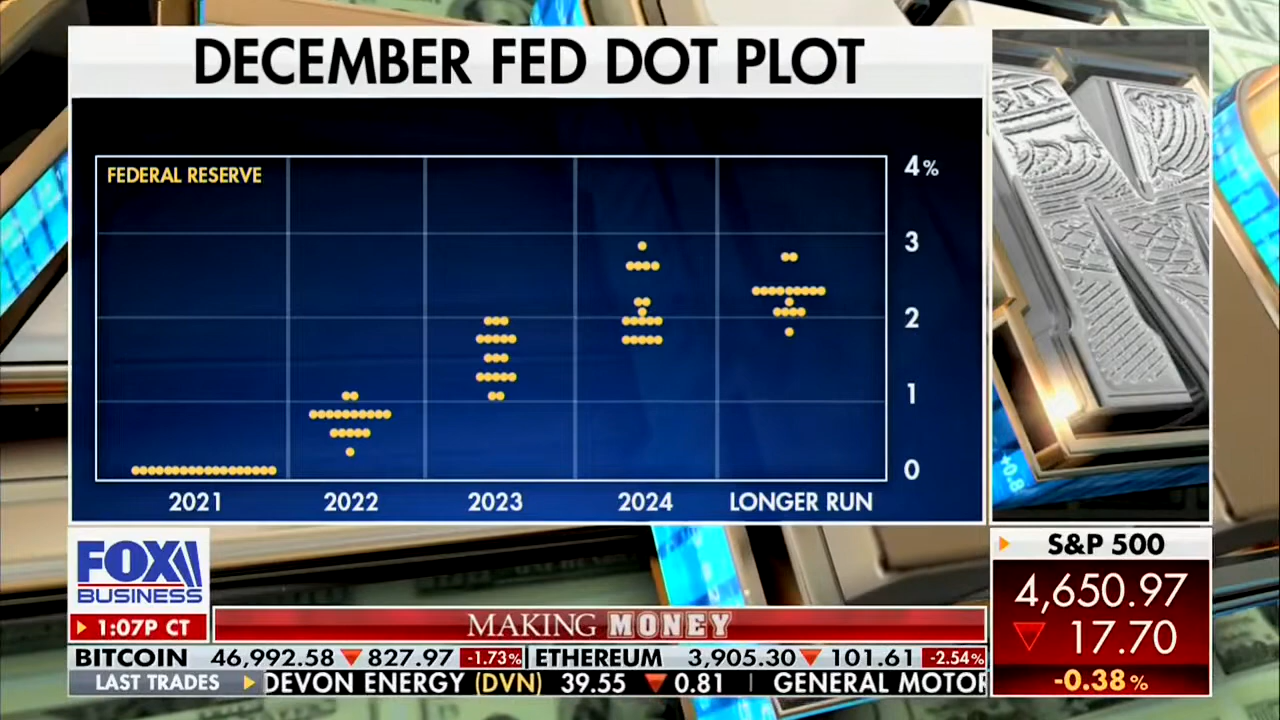 DECEMBER FED DOT PLOT
FEDERAL RESERVE
4%
3
2
1
0
2021 2022 2023 2024 LONGER RUN
FOX
BUSINESS
1:07P CT
MAKING MONEY
S&P 500
4,650.97
17.70
-0.38%
BITCOIN 46,992.58 827.97 -1.73% ETHEREUM 3,905.30 101.61 -2.54%
LAST TRADES DEVON ENERGY (DVN) 39.55 0.81 GENERAL MOTOR
+0.8